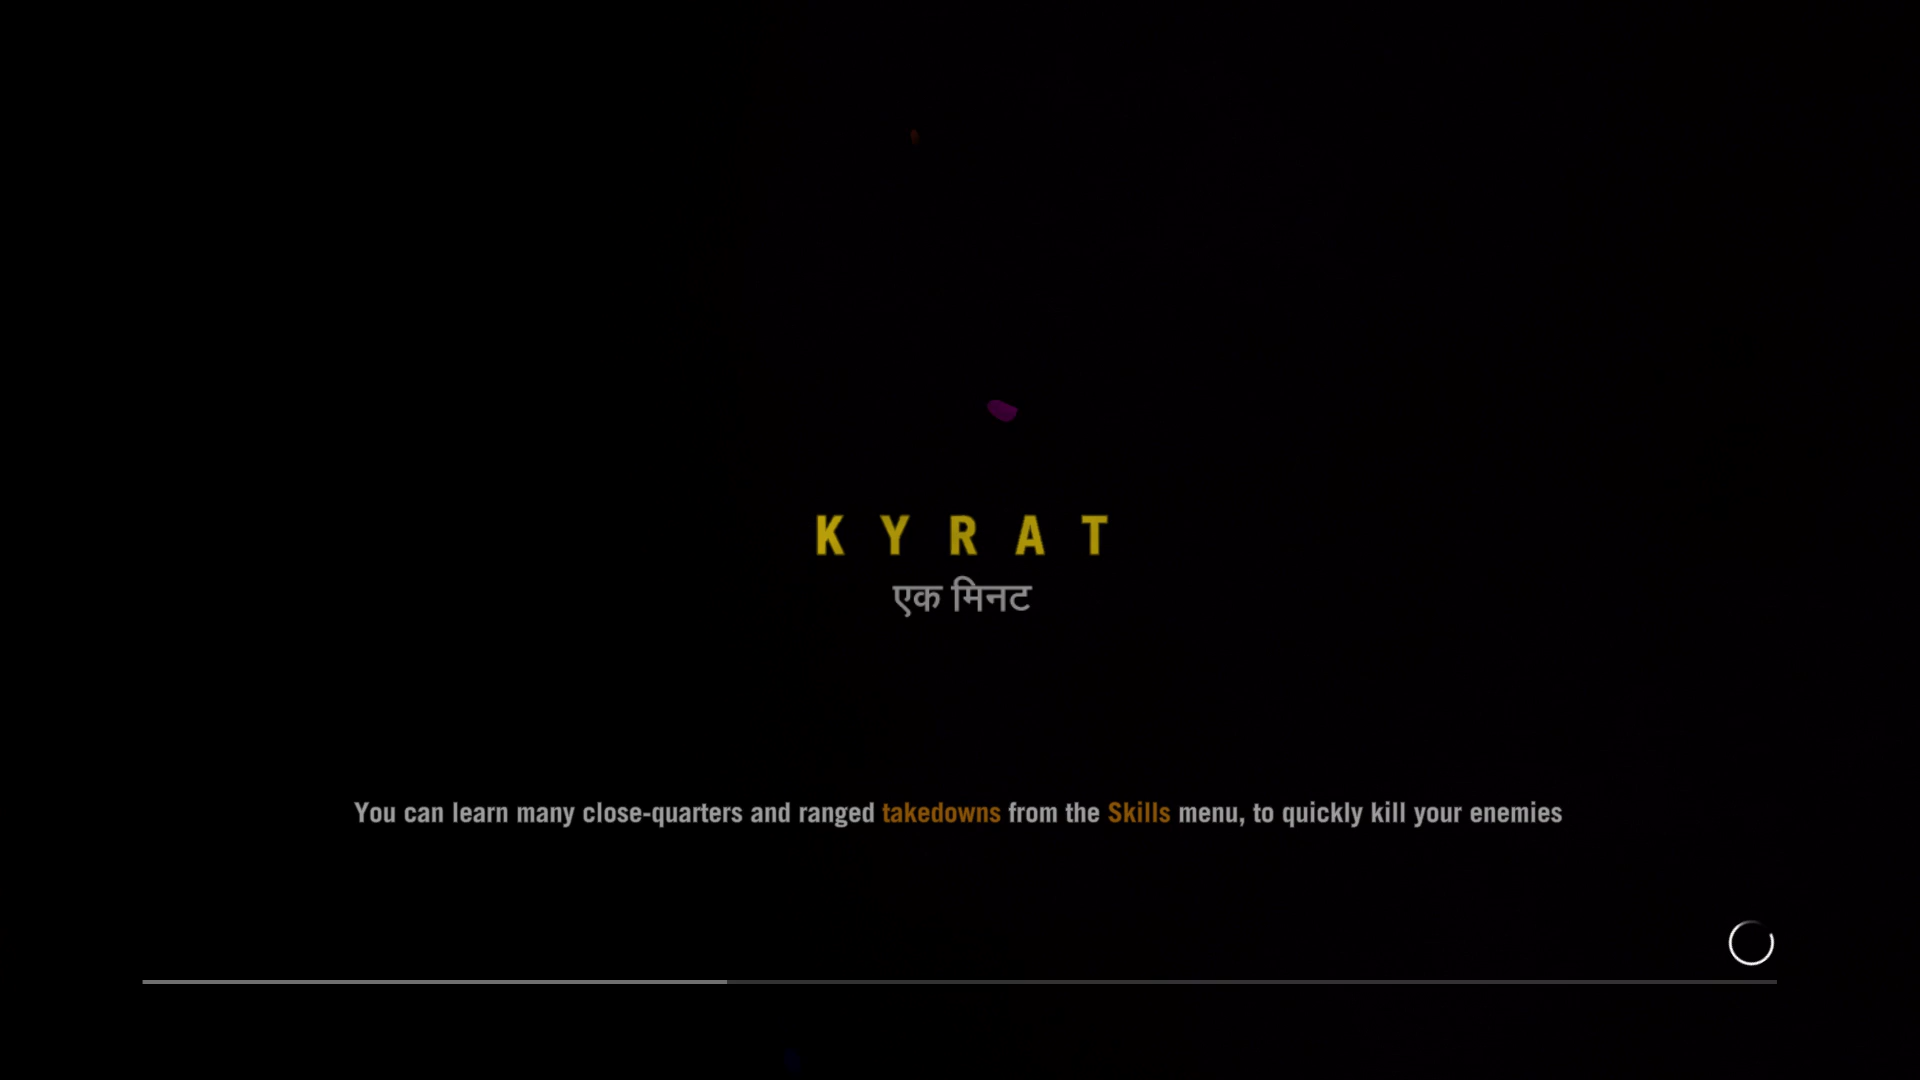 KYRAT
एक मिनट
You can learn many close-quarters and ranged takedowns from the Skills menu, to quickly kill your enemies